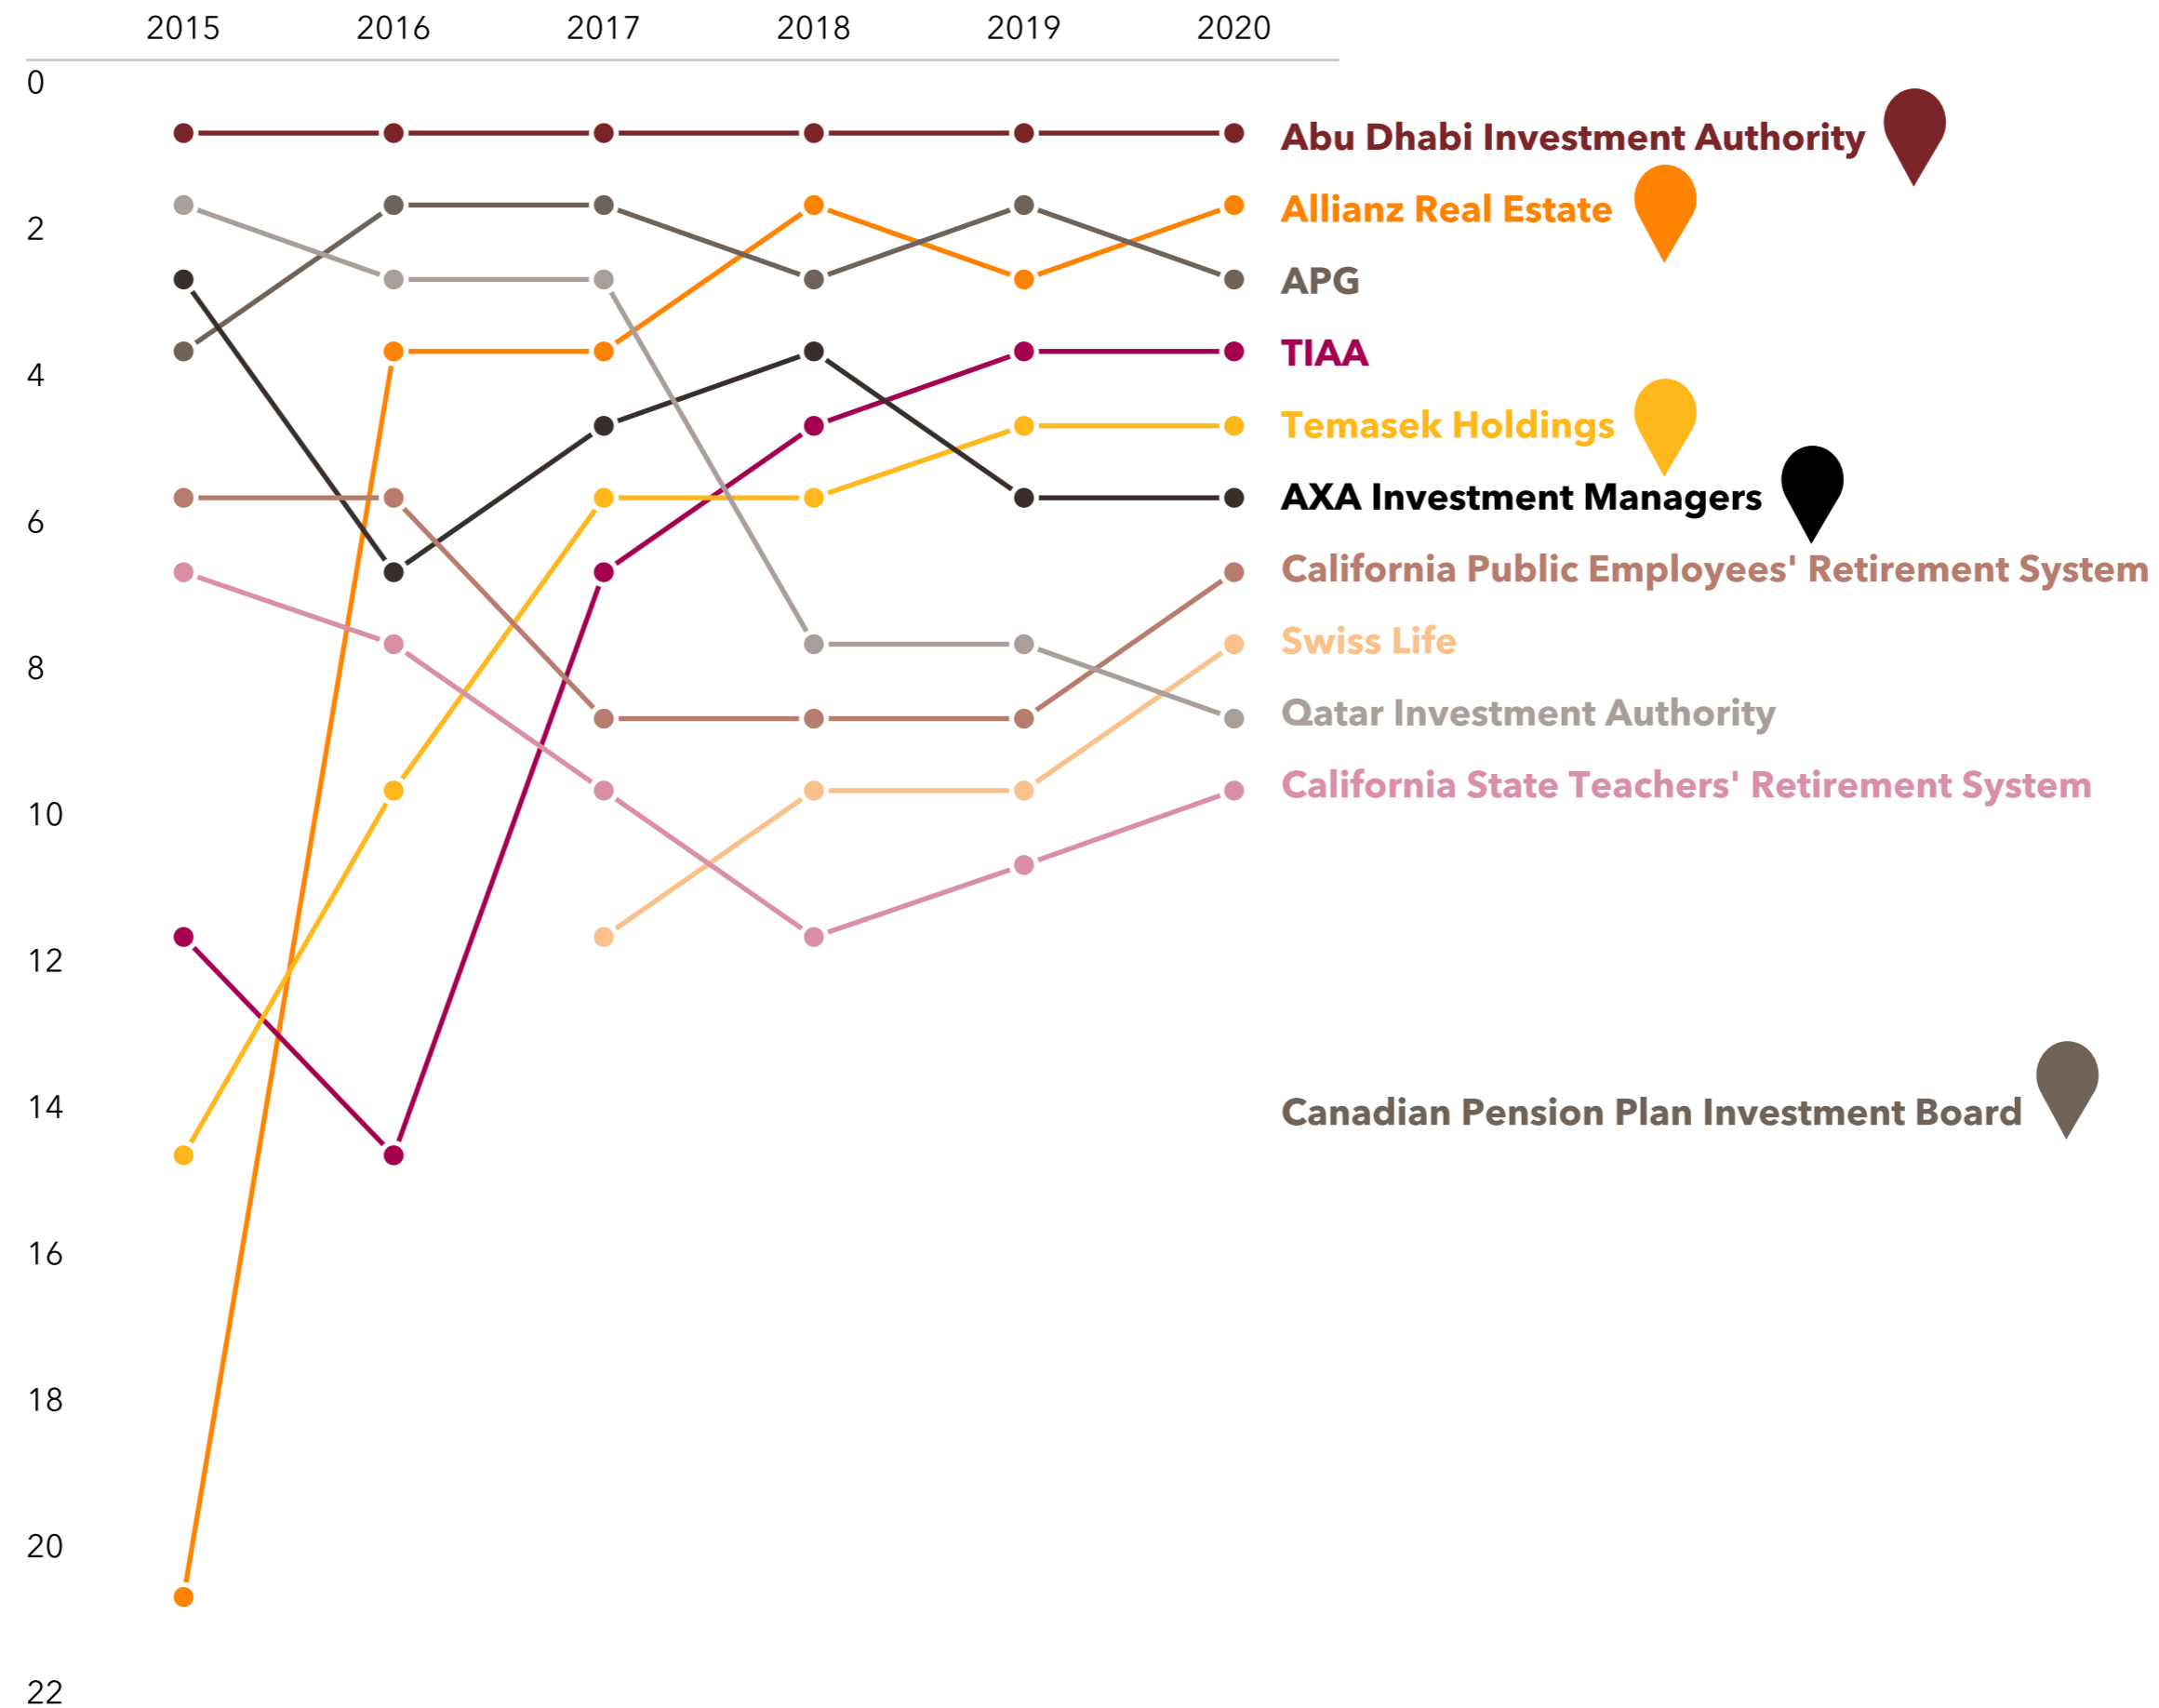 2015 2016 2017 2018 2019 2020
0
Abu Dhabi Investment Authority
Allianz Real Estate
2
APG
TIAA
4
Temasek Holdings
AXA Investment Managers
6
California Public Employees' Retirement System
Swiss Life
8
Qatar Investment Authority
California State Teachers' Retirement System
10
12
14
Canadian Pension Plan Investment Board
16
18
20
22